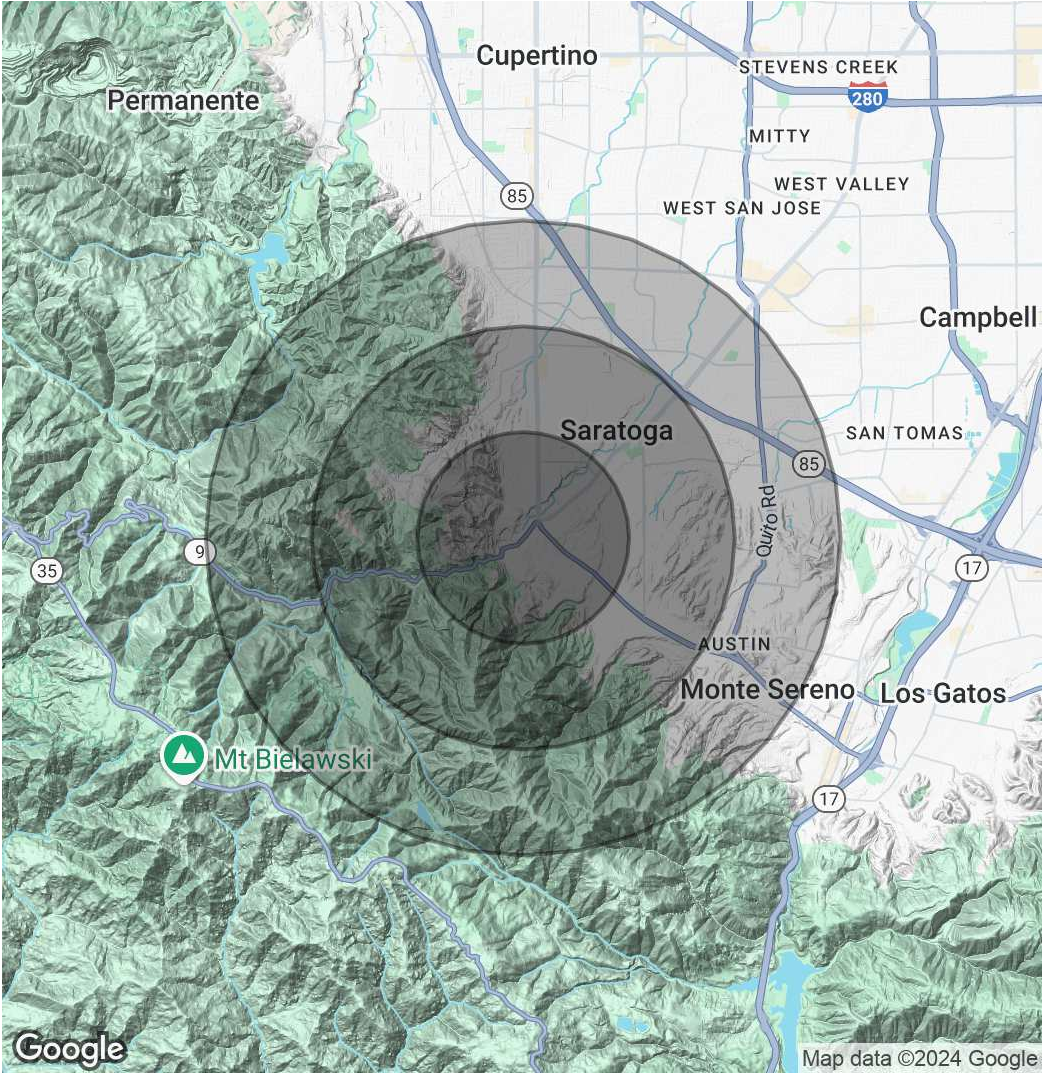 Cupertino
STEVENS CREEK
280
Permanente
MITTY
WEST VALLEY
85
WEST SAN JOSE
Campbell
Saratoga
SAN TOMAS
85
Quito Rd
9
35
17
AUSTIN
Monte Sereno
Los Gatos
Mt Bielawski
17
Google
Map data ©2024 Google